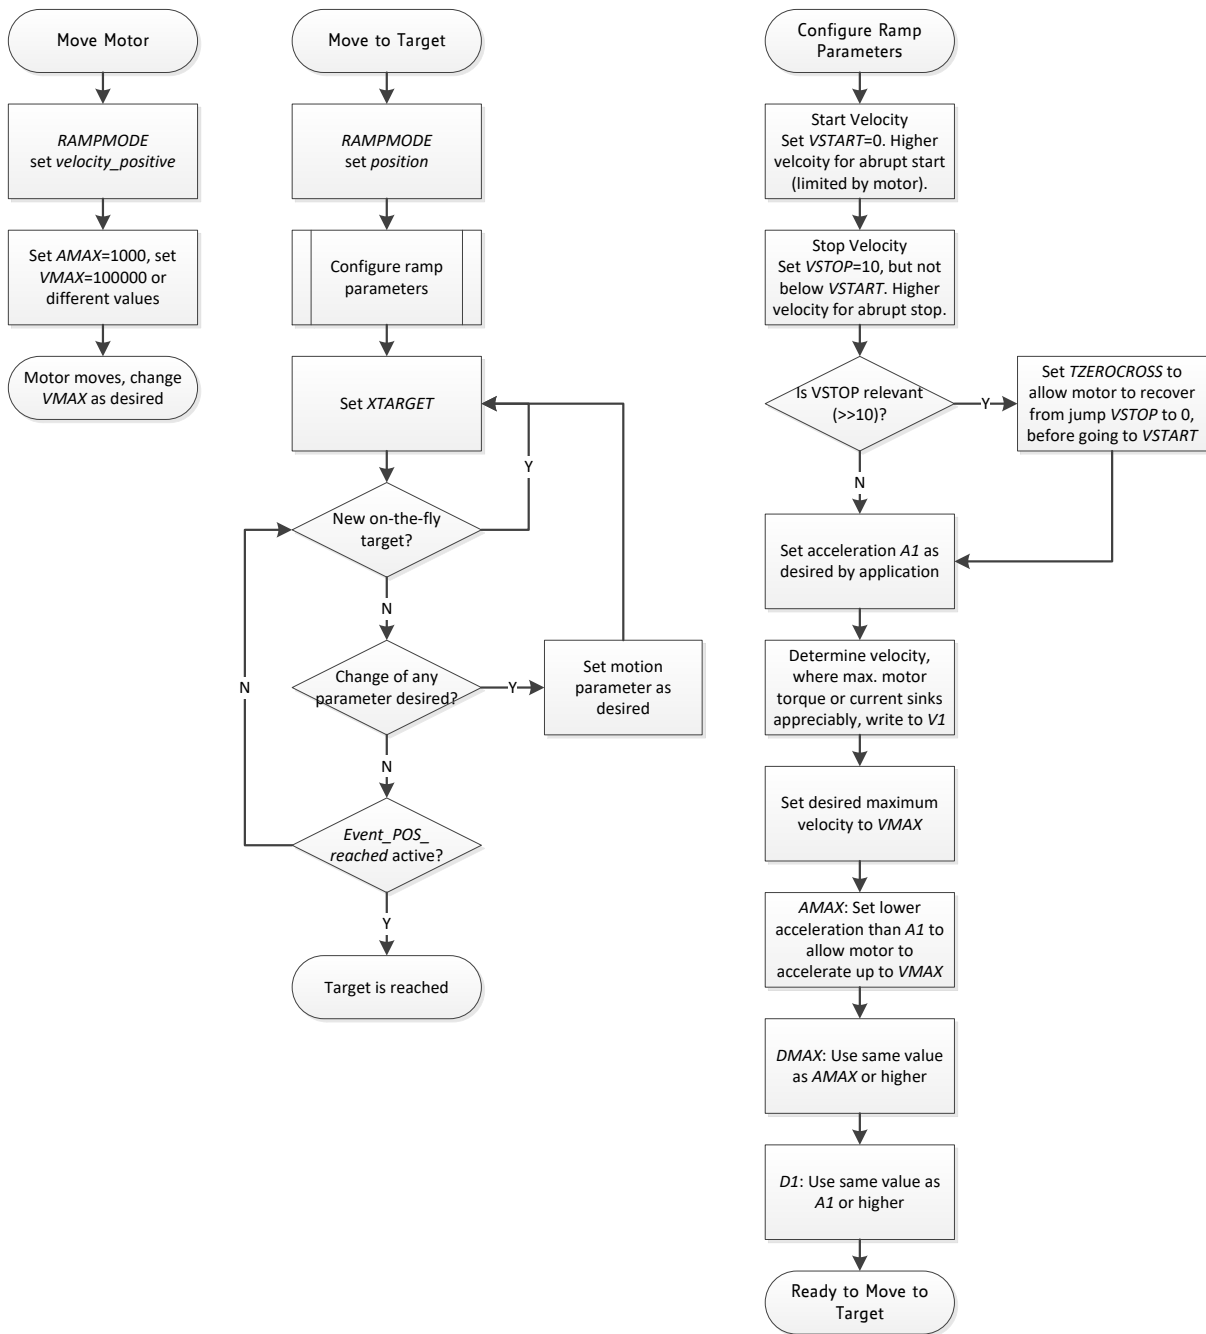 Move Motor
RAMPMODE
set velocity_positive
Set AMAX=1000, set
VMAX=100000 or
different values
Motor moves, change
VMAX as desired
Move to Target
RAMPMODE
set position
Configure ramp
parameters
Set XTARGET
Y
New on-the-fly
target?
N
Change of any
parameter desired?
Y
Set motion
parameter as
desired
N
N
Event_POS_
reached active?
Y
Target is reached
Configure Ramp
Parameters
Start Velocity
Set VSTART=0. Higher
velcoity for abrupt start
(limited by motor).
Stop Velocity
Set VSTOP=10, but not
below VSTART. Higher
velocity for abrupt stop.
Is VSTOP relevant
(>>10)?
Y
Set TZEROCROSS to
allow motor to recover
from jump VSTOP to 0,
before going to VSTART
N
Set acceleration A1 as
desired by application
Determine velocity,
where max. motor
torque or current sinks
appreciably, write to V1
Set desired maximum
velocity to VMAX
AMAX: Set lower
acceleration than A1 to
allow motor to
accelerate up to VMAX
DMAX: Use same value
as AMAX or higher
D1: Use same value as
A1 or higher
Ready to Move to
Target